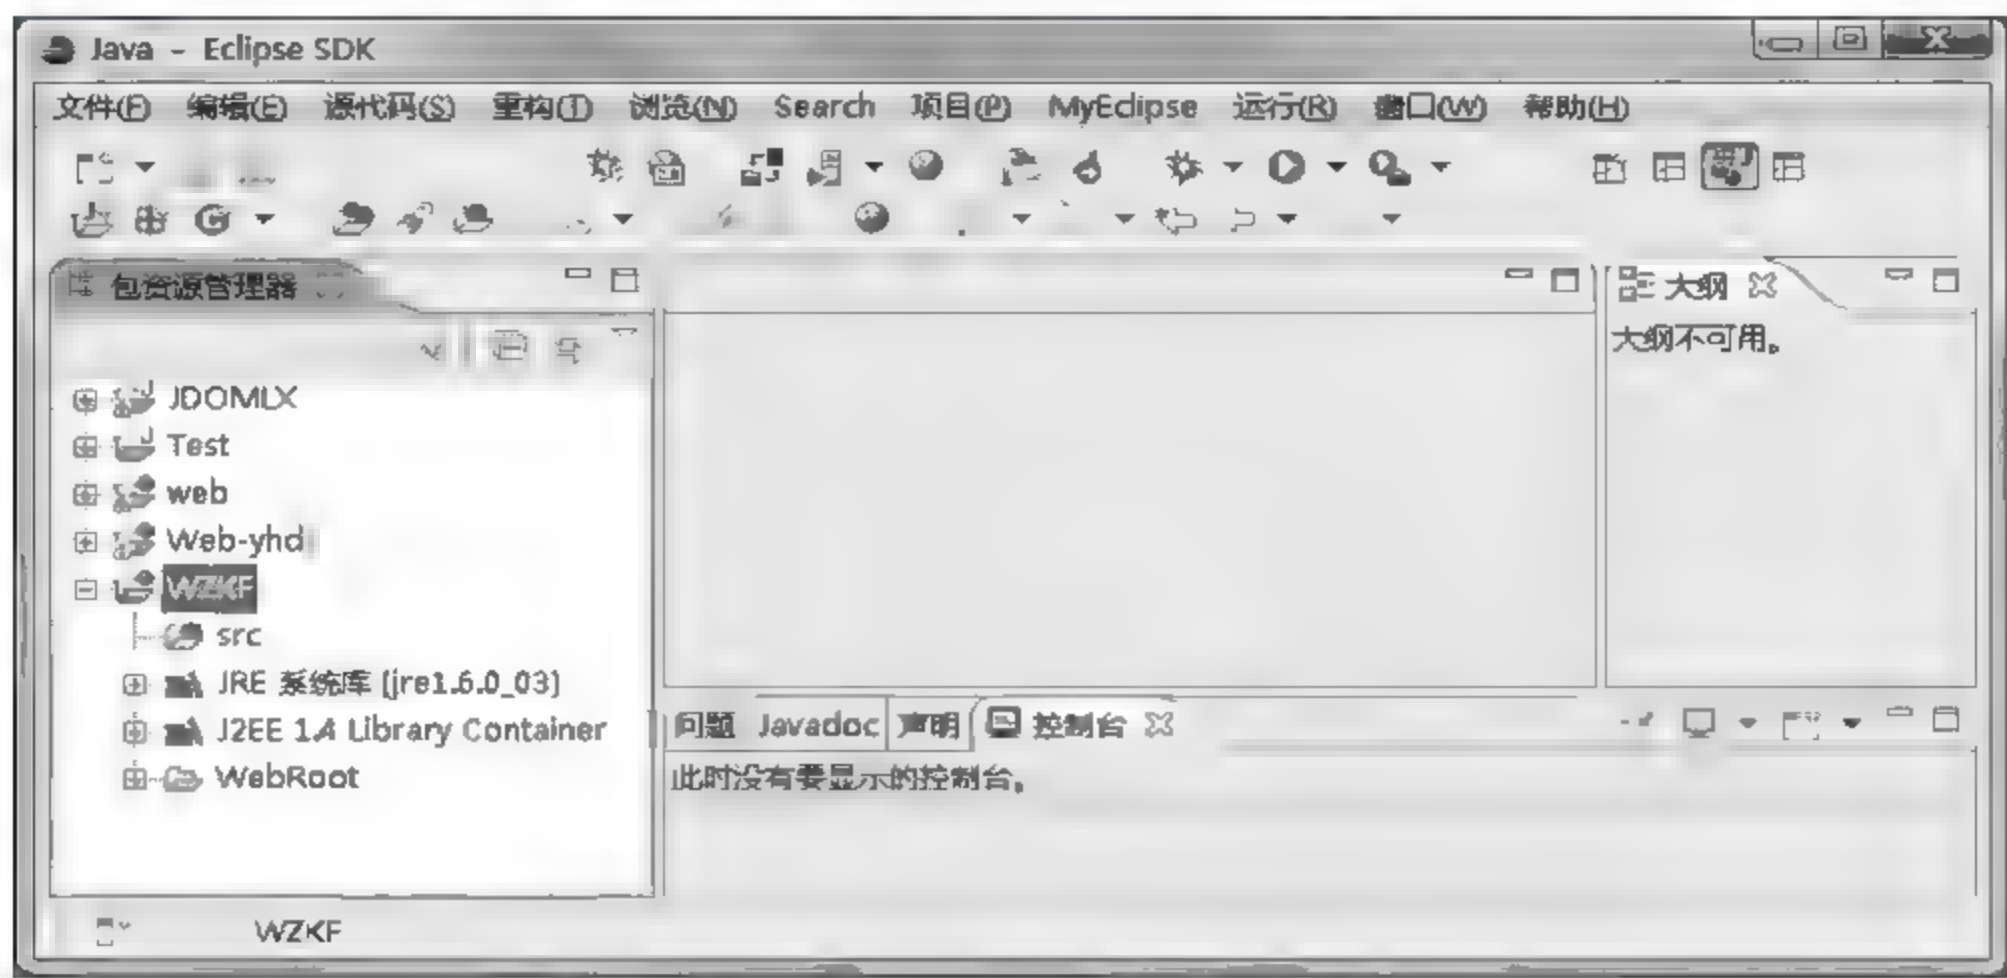 Java - Eclipse SDK
文件(F) 编辑(E) 源代码(S) 重构(T) 浏览(N) Search 项目(P) MyEclipse 运行(R) 窗口(W) 帮助(H)
包资源管理器
大纲
大纲不可用。
JDOMLX
Test
web
Web-yhd
WZKF
src
JRE 系统库 [jre1.6.0_03]
J2EE 1.4 Library Container
WebRoot
问题 Javadoc 声明 控制台
此时没有要显示的控制台。
WZKF